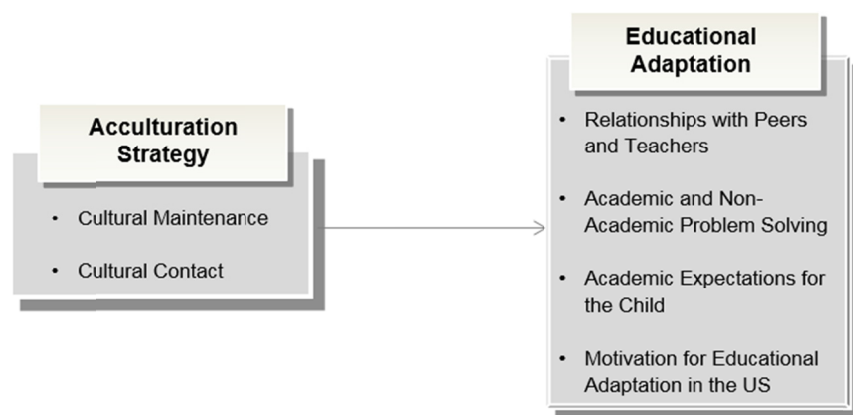 Acculturation
Strategy
• Cultural Maintenance
• Cultural Contact
Educational
Adaptation
• Relationships with Peers
and Teachers
• Academic and Non-
Academic Problem Solving
• Academic Expectations for
the Child
• Motivation for Educational
Adaptation in the US